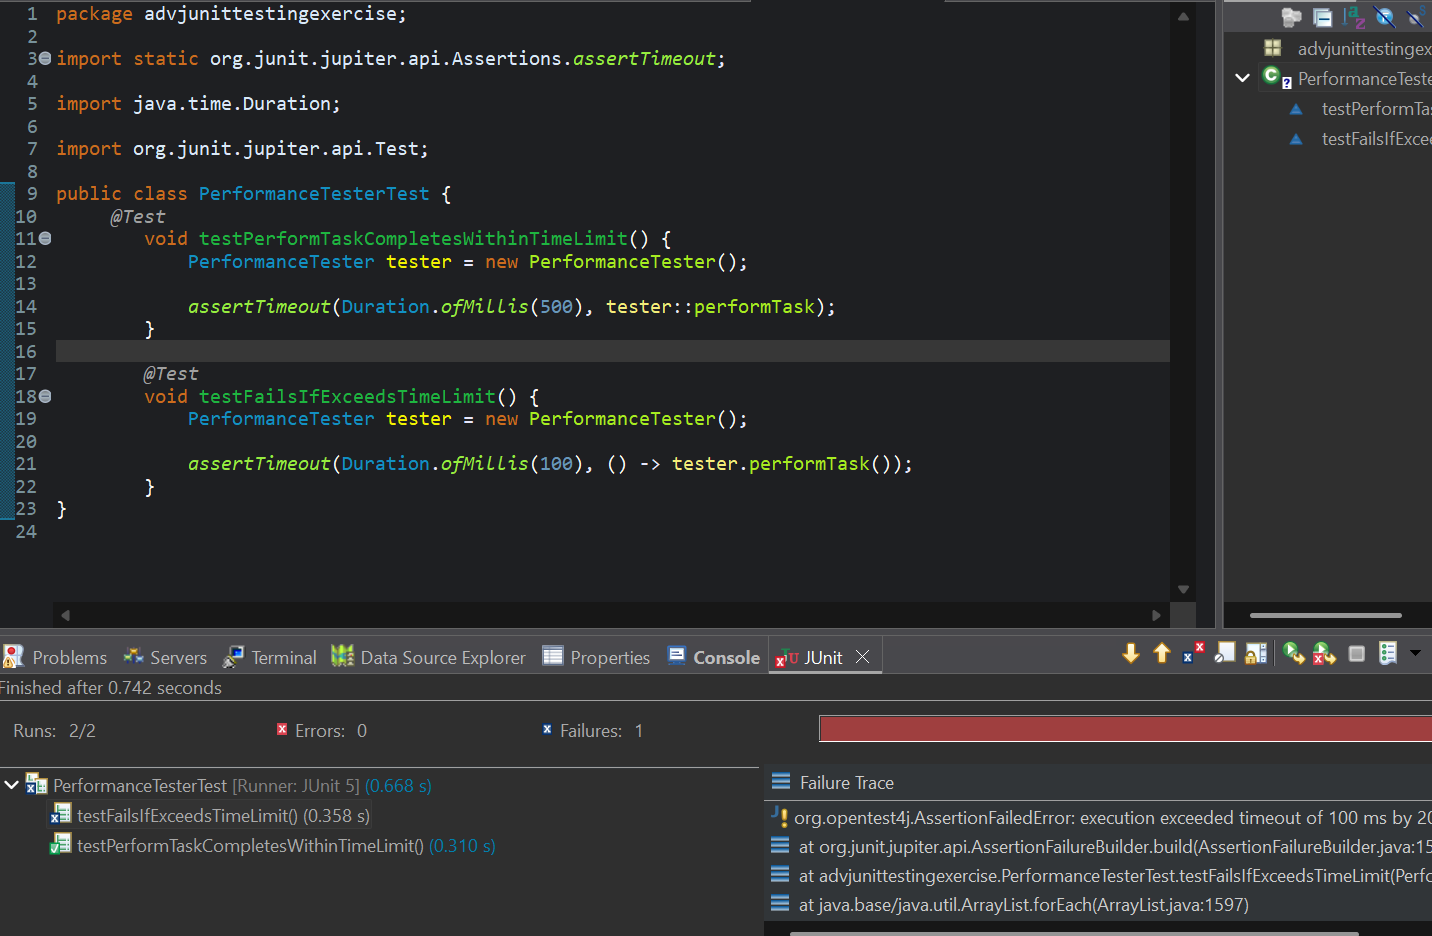 1 package advjunittestingexercise;
2
3 import static org.junit.jupiter.api.Assertions.assertTimeout;
4
5 import java.time.Duration;
6
7 import org.junit.jupiter.api.Test;
8
9 public class PerformanceTesterTest {
10 @Test
11 void testPerformTaskCompletesWithinTimeLimit() {
12 PerformanceTester tester = new PerformanceTester();
13
14 assertTimeout(Duration.ofMillis(500), tester::performTask);
15 }
16
17 @Test
18 void testFailsIfExceedsTimeLimit() {
19 PerformanceTester tester = new PerformanceTester();
20
21 assertTimeout(Duration.ofMillis(100), () -> tester.performTask());
22 }
23 }
24
advjunittestingex
PerformanceTeste
testPerformTas
testFailsIfExcee
Problems Servers Terminal Data Source Explorer Properties Console JUnit
Finished after 0.742 seconds
Runs: 2/2 Errors: 0 Failures: 1
PerformanceTesterTest [Runner: JUnit 5] (0.668 s)
testFailsIfExceedsTimeLimit() (0.358 s)
testPerformTaskCompletesWithinTimeLimit() (0.310 s)
Failure Trace
org.opentest4j.AssertionFailedError: execution exceeded timeout of 100 ms by 20
at org.junit.jupiter.api.AssertionFailureBuilder.build(AssertionFailureBuilder.java:15
at advjunittestingexercise.PerformanceTesterTest.testFailsIfExceedsTimeLimit(Perfo
at java.base/java.util.ArrayList.forEach(ArrayList.java:1597)